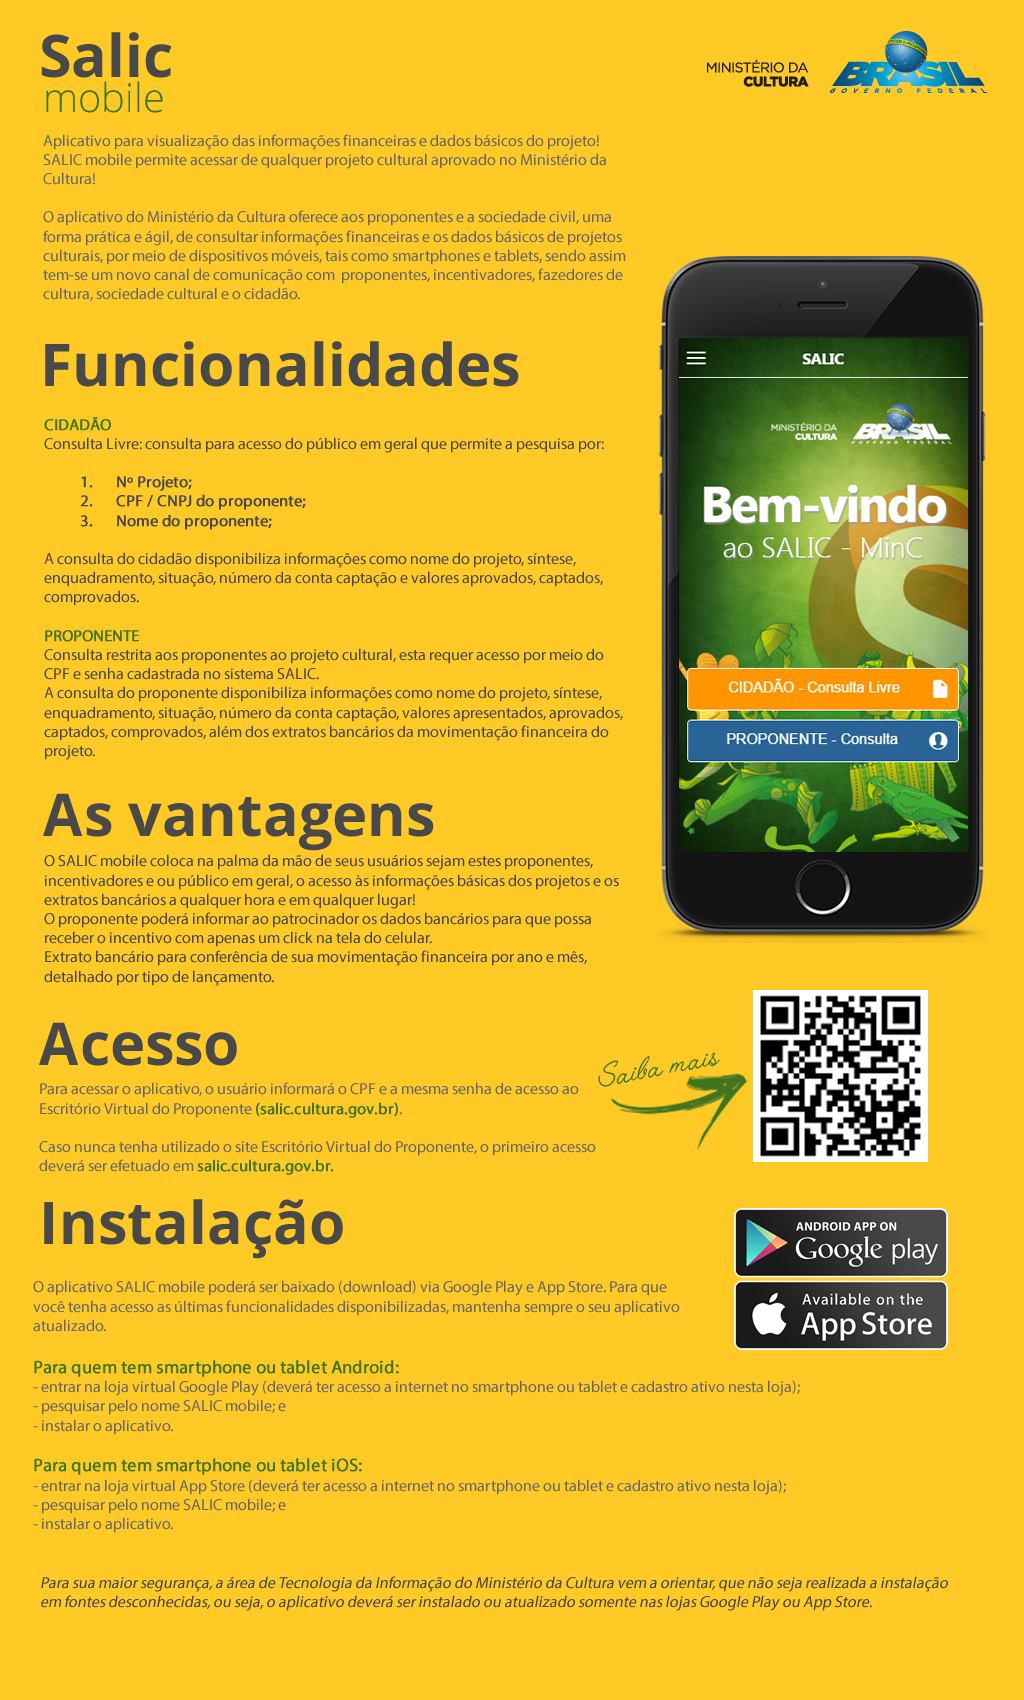 Salic
mobile
MINISTÉRIO DA
CULTURA
BRASIL
GOVERNO FEDERAL
Aplicativo para visualização das informações financeiras e dados básicos do projeto!
SALIC mobile permite acessar de qualquer projeto cultural aprovado no Ministério da
Cultura!
O aplicativo do Ministério da Cultura oferece aos proponentes e a sociedade civil, uma
forma prática e ágil, de consultar informações financeiras e os dados básicos de projetos
culturais, por meio de dispositivos móveis, tais como smartphones e tablets, sendo assim
tem-se um novo canal de comunicação com proponentes, incentivadores, fazedores de
cultura, sociedade cultural e o cidadão.
Funcionalidades
CIDADÃO
Consulta Livre: consulta para acesso do público em geral que permite a pesquisa por:
1. Nº Projeto;
2. CPF / CNPJ do proponente;
3. Nome do proponente;
A consulta do cidadão disponibiliza informações como nome do projeto, síntese,
enquadramento, situação, número da conta captação e valores aprovados, captados,
comprovados.
PROPONENTE
Consulta restrita aos proponentes ao projeto cultural, esta requer acesso por meio do
CPF e senha cadastrada no sistema SALIC.
A consulta do proponente disponibiliza informações como nome do projeto, síntese,
enquadramento, situação, número da conta captação, valores apresentados, aprovados,
captados, comprovados, além dos extratos bancários da movimentação financeira do
projeto.
SALIC
MINISTÉRIO DA
CULTURA
BRASIL
GOVERNO FEDERAL
Bem-vindo
ao SALIC - MinC
CIDADÃO - Consulta Livre
PROPONENTE - Consulta
As vantagens
O SALIC mobile coloca na palma da mão de seus usuários sejam estes proponentes,
incentivadores e ou público em geral, o acesso às informações básicas dos projetos e os
extratos bancários a qualquer hora e em qualquer lugar!
O proponente poderá informar ao patrocinador os dados bancários para que possa
receber o incentivo com apenas um click na tela do celular.
Extrato bancário para conferência de sua movimentação financeira por ano e mês,
detalhado por tipo de lançamento.
Acesso
Para acessar o aplicativo, o usuário informará o CPF e a mesma senha de acesso ao
Escritório Virtual do Proponente (salic.cultura.gov.br).
Caso nunca tenha utilizado o site Escritório Virtual do Proponente, o primeiro acesso
deverá ser efetuado em salic.cultura.gov.br.
Saiba mais
Instalação
O aplicativo SALIC mobile poderá ser baixado (download) via Google Play e App Store. Para que
você tenha acesso as últimas funcionalidades disponibilizadas, mantenha sempre o seu aplicativo
atualizado.
ANDROID APP ON
Google play
Available on the
App Store
Para quem tem smartphone ou tablet Android:
- entrar na loja virtual Google Play (deverá ter acesso a internet no smartphone ou tablet e cadastro ativo nesta loja);
- pesquisar pelo nome SALIC mobile; e
- instalar o aplicativo.
Para quem tem smartphone ou tablet iOS:
- entrar na loja virtual App Store (deverá ter acesso a internet no smartphone ou tablet e cadastro ativo nesta loja);
- pesquisar pelo nome SALIC mobile; e
- instalar o aplicativo.
Para sua maior segurança, a área de Tecnologia da Informação do Ministério da Cultura vem a orientar, que não seja realizada a instalação
em fontes desconhecidas, ou seja, o aplicativo deverá ser instalado ou atualizado somente nas lojas Google Play ou App Store.